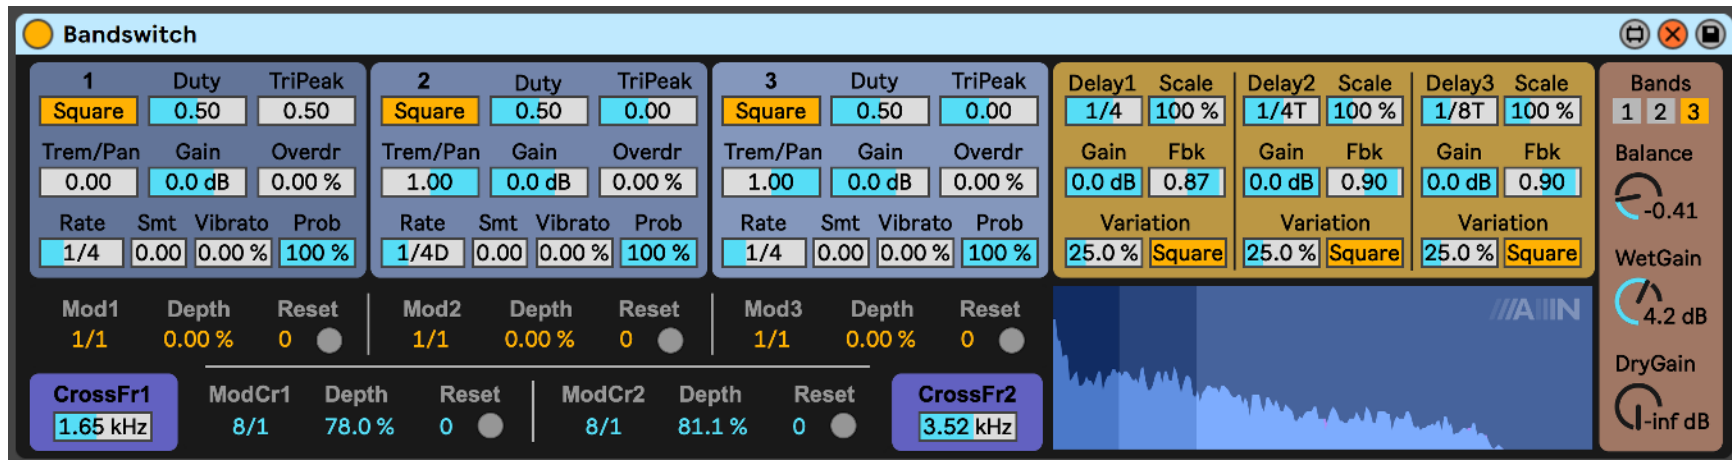 Bandswitch
1 Duty TriPeak
Square 0.50 0.50
Trem/Pan Gain Overdr
0.00 0.0 dB 0.00 %
Rate Smt Vibrato Prob
1/4 0.00 0.00 % 100 %
2 Duty TriPeak
Square 0.50 0.00
Trem/Pan Gain Overdr
1.00 0.0 dB 0.00 %
Rate Smt Vibrato Prob
1/4D 0.00 0.00 % 100 %
3 Duty TriPeak
Square 0.50 0.00
Trem/Pan Gain Overdr
1.00 0.0 dB 0.00 %
Rate Smt Vibrato Prob
1/4 0.00 0.00 % 100 %
Delay1 Scale
1/4 100 %
Gain Fbk
0.0 dB 0.87
Variation
25.0 % Square
Delay2 Scale
1/4T 100 %
Gain Fbk
0.0 dB 0.90
Variation
25.0 % Square
Delay3 Scale
1/8T 100 %
Gain Fbk
0.0 dB 0.90
Variation
25.0 % Square
Bands
1 2 3
Balance
-0.41
WetGain
4.2 dB
DryGain
-inf dB
Mod1 Depth Reset
1/1 0.00 % 0
Mod2 Depth Reset
1/1 0.00 % 0
Mod3 Depth Reset
1/1 0.00 % 0
CrossFr1
1.65 kHz
ModCr1 Depth Reset
8/1 78.0 % 0
ModCr2 Depth Reset
8/1 81.1 % 0
CrossFr2
3.52 kHz